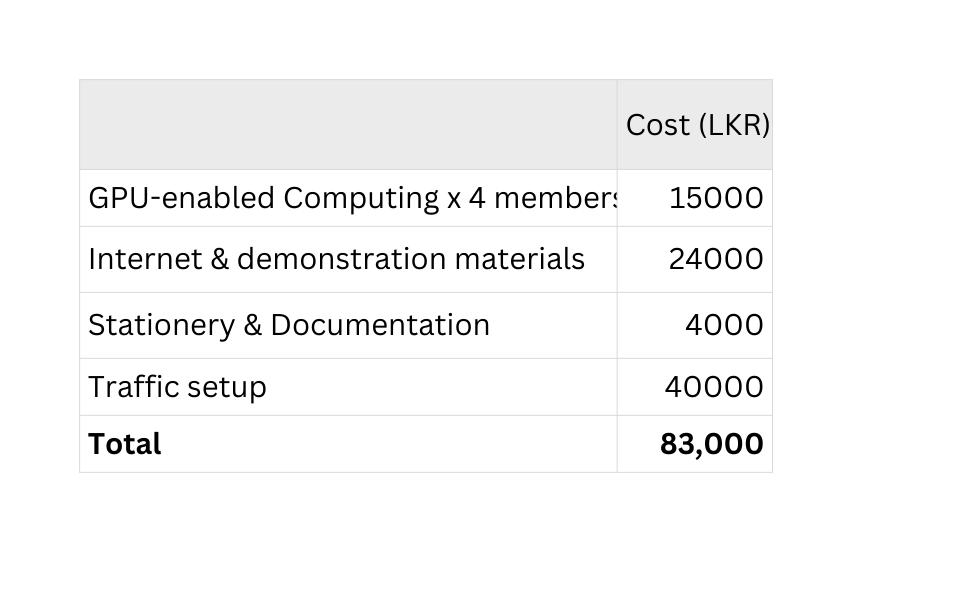 Cost (LKR)
GPU-enabled Computing x 4 members 15000
Internet & demonstration materials 24000
Stationery & Documentation 4000
Traffic setup 40000
Total 83,000